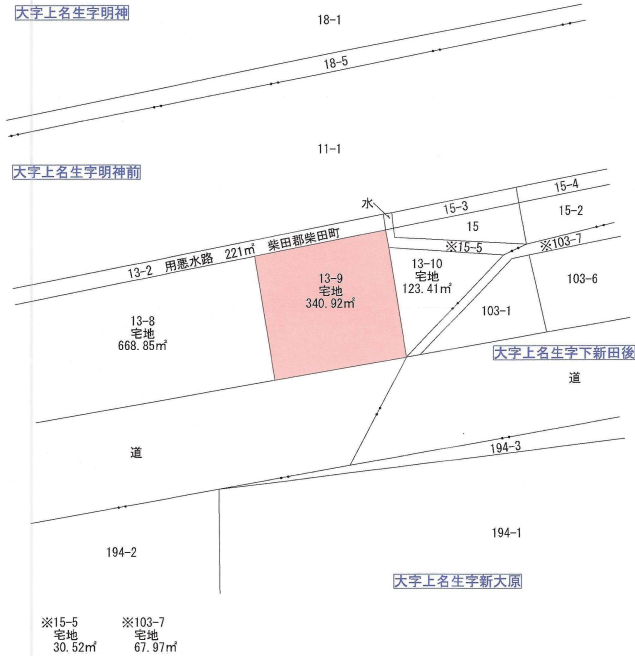 大字上名生字明神
18-1
18-5
11-1
大字上名生字明神前
水
15-3
15-4
15
15-2
※15-5
※103-7
13-2 用悪水路 221㎡ 柴田郡柴田町
13-9
宅地
340.92㎡
13-10
宅地
123.41㎡
103-6
103-1
13-8
宅地
668.85㎡
大字上名生字下新田後
道
道
194-3
194-2
194-1
大字上名生字新大原
※15-5
宅地
30.52㎡
※103-7
宅地
67.97㎡